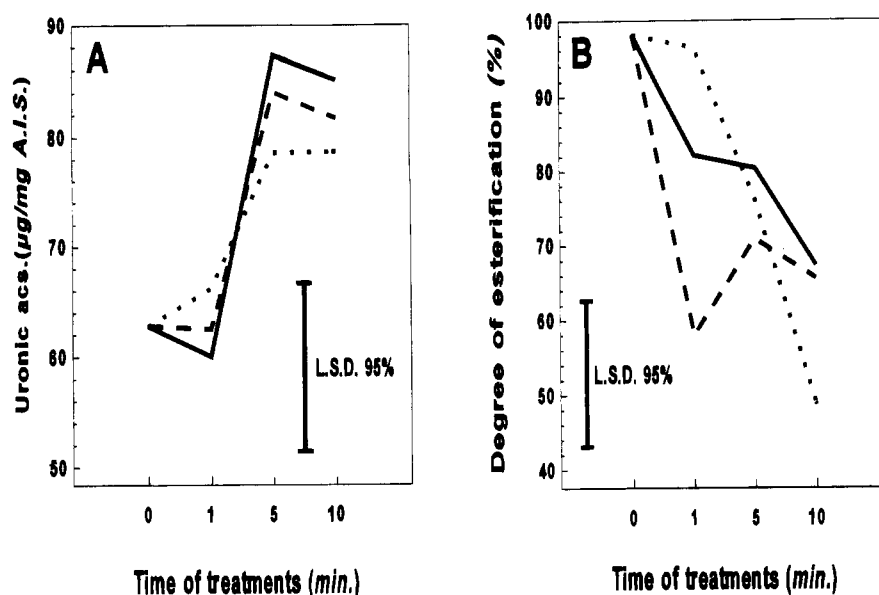 A
Uronic acs.(µg/mg A.I.S.)
90
80
70
60
50
L.S.D. 95%
0 1 5 10
Time of treatments (min.)
B
Degree of esterification (%)
100
90
80
70
60
50
40
L.S.D. 95%
0 1 5 10
Time of treatments (min.)